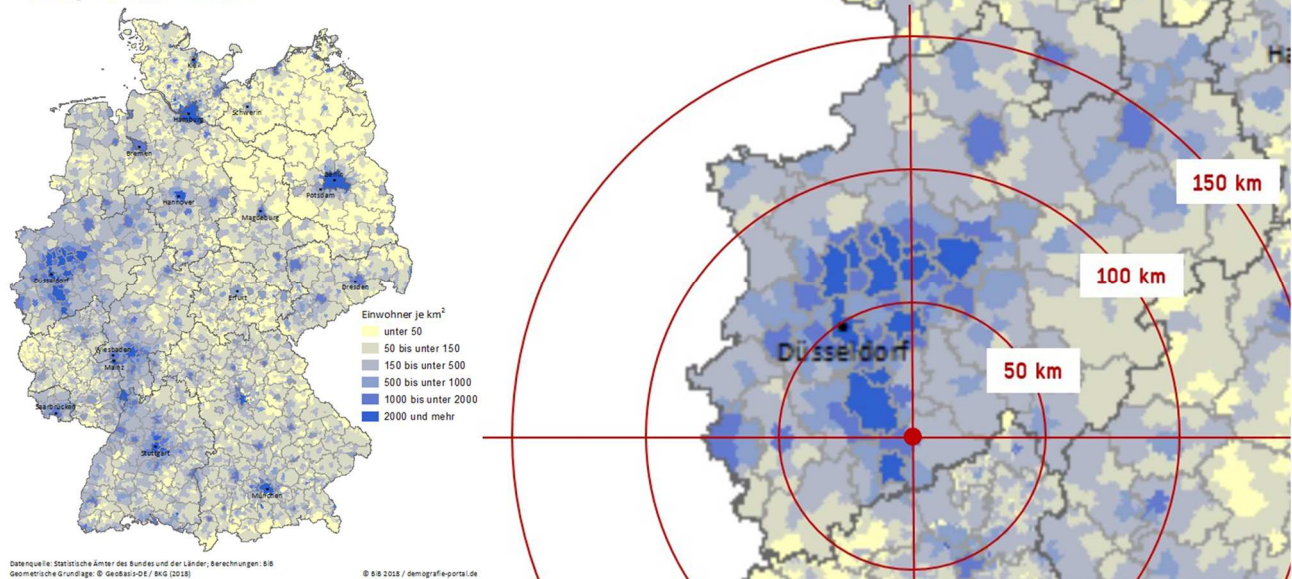 Kiel
Schwerin
Hamburg
Bremen
Berlin
Potsdam
Hannover
Magdeburg
Düsseldorf
Dresden
Erfurt
Wiesbaden
Mainz
Saarbrücken
Stuttgart
München
Einwohner je km²
unter 50
50 bis unter 150
150 bis unter 500
500 bis unter 1000
1000 bis unter 2000
2000 und mehr
Datenquelle: Statistische Ämter des Bundes und der Länder; Berechnungen: BiB
Geometrische Grundlage: © GeoBasis-DE / BKG (2018)
© BiB 2018 / demografie-portal.de
Ha
150 km
100 km
Düsseldorf
50 km